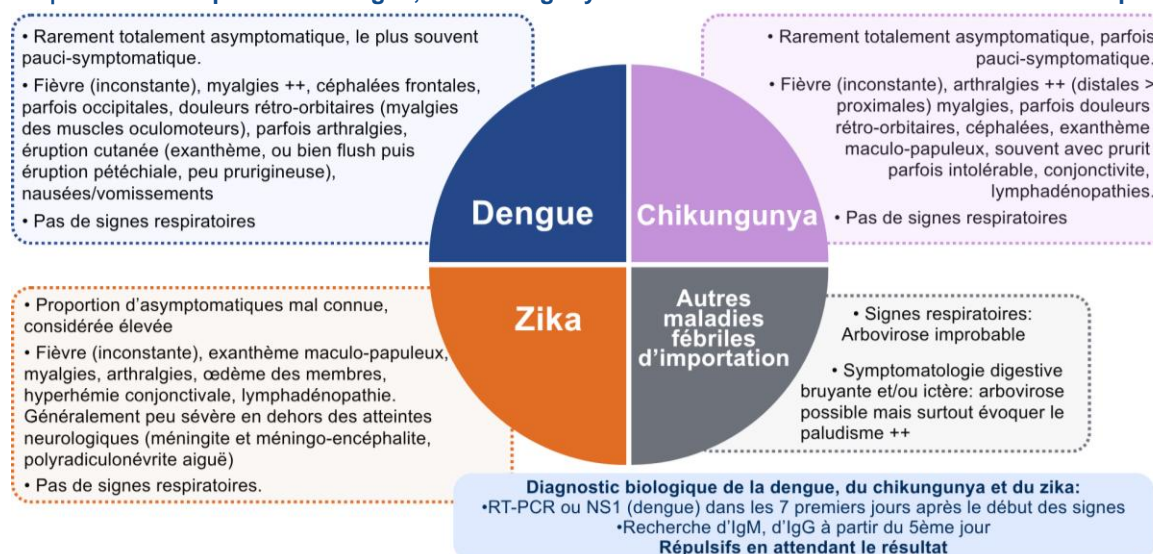 • Rarement totalement asymptomatique, le plus souvent
pauci-symptomatique.
• Fièvre (inconstante), myalgies ++, céphalées frontales,
parfois occipitales, douleurs rétro-orbitaires (myalgies
des muscles oculomoteurs), parfois arthralgies,
éruption cutanée (exanthème, ou bien flush puis
éruption pétéchiale, peu prurigineuse),
nausées/vomissements
• Pas de signes respiratoires
Dengue
• Rarement totalement asymptomatique, parfois
pauci-symptomatique.
• Fièvre (inconstante), arthralgies ++ (distales >
proximales) myalgies, parfois douleurs
rétro-orbitaires, céphalées, exanthème
maculo-papuleux, souvent avec prurit
parfois intolérable, conjonctivite,
lymphadénopathies.
• Pas de signes respiratoires
Chikungunya
• Proportion d'asymptomatiques mal connue,
considérée élevée
• Fièvre (inconstante), exanthème maculo-papuleux,
myalgies, arthralgies, œdème des membres,
hyperhémie conjonctivale, lymphadénopathie.
Généralement peu sévère en dehors des atteintes
neurologiques (méningite et méningo-encéphalite,
polyradiculonévrite aiguë)
• Pas de signes respiratoires.
Zika
Autres
maladies
fébriles
d'importation
• Signes respiratoires:
Arbovirose improbable
• Symptomatologie digestive
bruyante et/ou ictère: arbovirose
possible mais surtout évoquer le
paludisme ++
Diagnostic biologique de la dengue, du chikungunya et du zika:
•RT-PCR ou NS1 (dengue) dans les 7 premiers jours après le début des signes
•Recherche d'IgM, d'IgG à partir du 5ème jour
Répulsifs en attendant le résultat